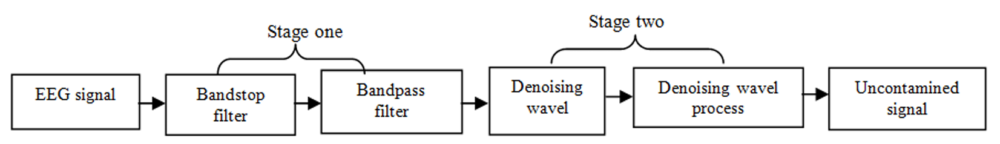 Stage one
Stage two
EEG signal
Bandstop
filter
Bandpass
filter
Denoising
wavel
Denoising wavel
process
Uncontamined
signal